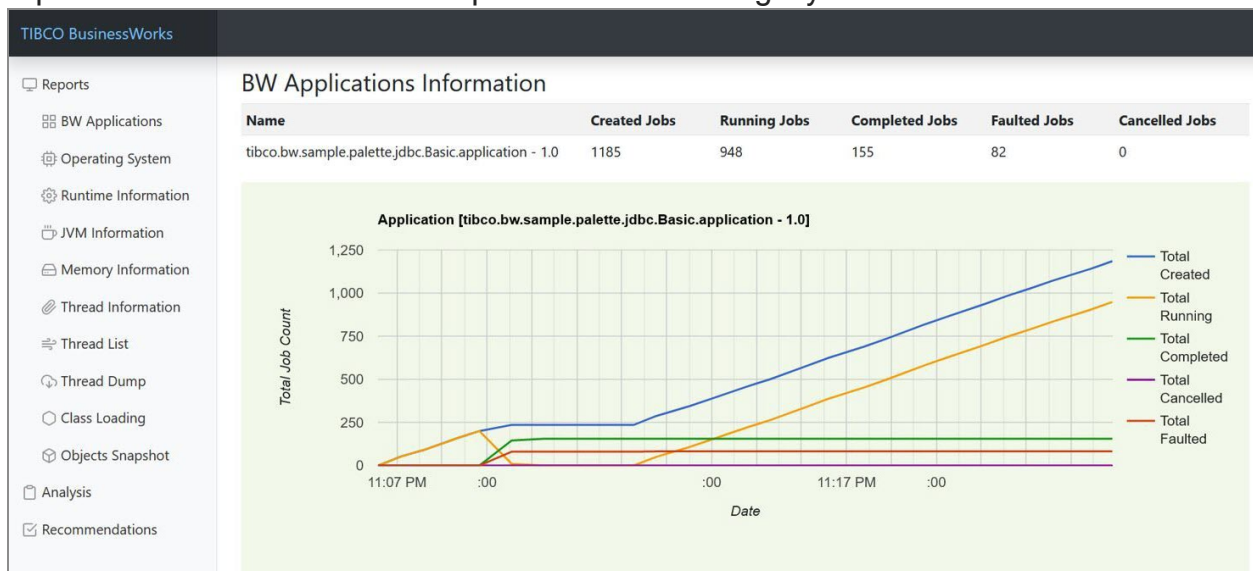 TIBCO BusinessWorks
Reports
BW Applications
Operating System
Runtime Information
JVM Information
Memory Information
Thread Information
Thread List
Thread Dump
Class Loading
Objects Snapshot
Analysis
Recommendations
BW Applications Information
Name Created Jobs Running Jobs Completed Jobs Faulted Jobs Cancelled Jobs
tibco.bw.sample.palette.jdbc.Basic.application - 1.0 1185 948 155 82 0
Application [tibco.bw.sample.palette.jdbc.Basic.application - 1.0]
Total Job Count
1,250
1,000
750
500
250
0
11:07 PM :00 :00 11:17 PM :00
Date
Total
Created
Total
Running
Total
Completed
Total
Cancelled
Total
Faulted